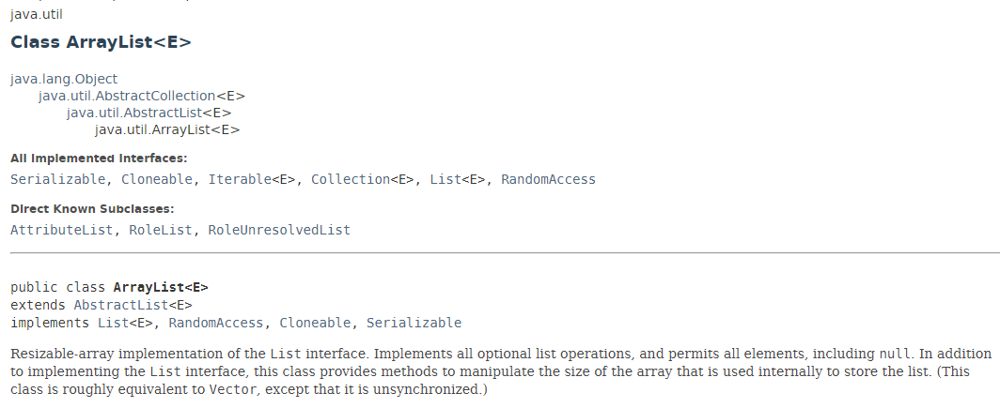 java.util
Class ArrayList<E>
java.lang.Object
java.util.AbstractCollection<E>
java.util.AbstractList<E>
java.util.ArrayList<E>
All Implemented Interfaces:
Serializable, Cloneable, Iterable<E>, Collection<E>, List<E>, RandomAccess
Direct Known Subclasses:
AttributeList, RoleList, RoleUnresolvedList
public class ArrayList<E>
extends AbstractList<E>
implements List<E>, RandomAccess, Cloneable, Serializable
Resizable-array implementation of the List interface. Implements all optional list operations, and permits all elements, including null. In addition
to implementing the List interface, this class provides methods to manipulate the size of the array that is used internally to store the list. (This
class is roughly equivalent to Vector, except that it is unsynchronized.)